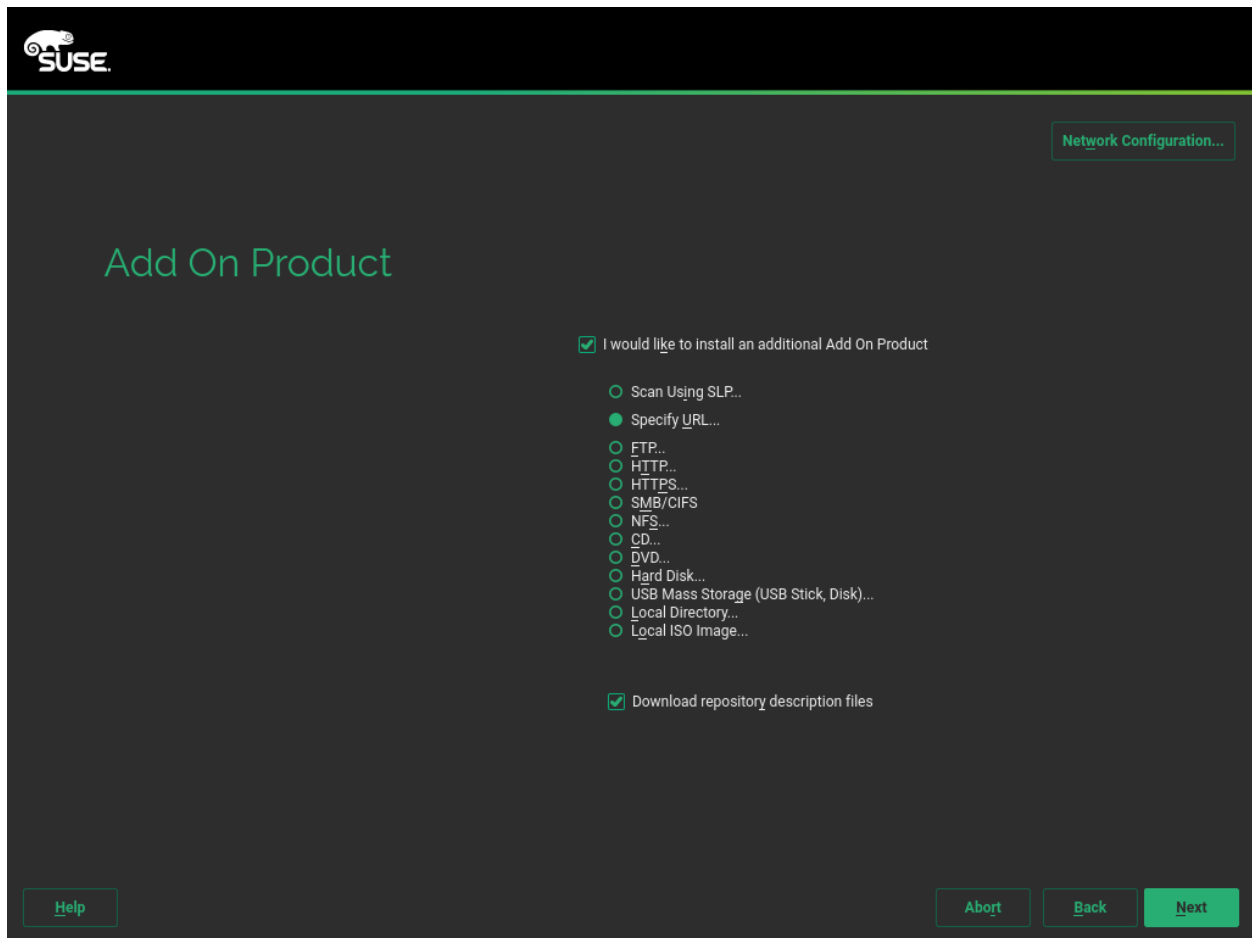 SUSE.
Network Configuration...
Add On Product
I would like to install an additional Add On Product
Scan Using SLP...
Specify URL...
FTP...
HTTP...
HTTPS...
SMB/CIFS
NFS...
CD...
DVD...
Hard Disk...
USB Mass Storage (USB Stick, Disk)...
Local Directory...
Local ISO Image...
Download repository description files
Help
Abort
Back
Next